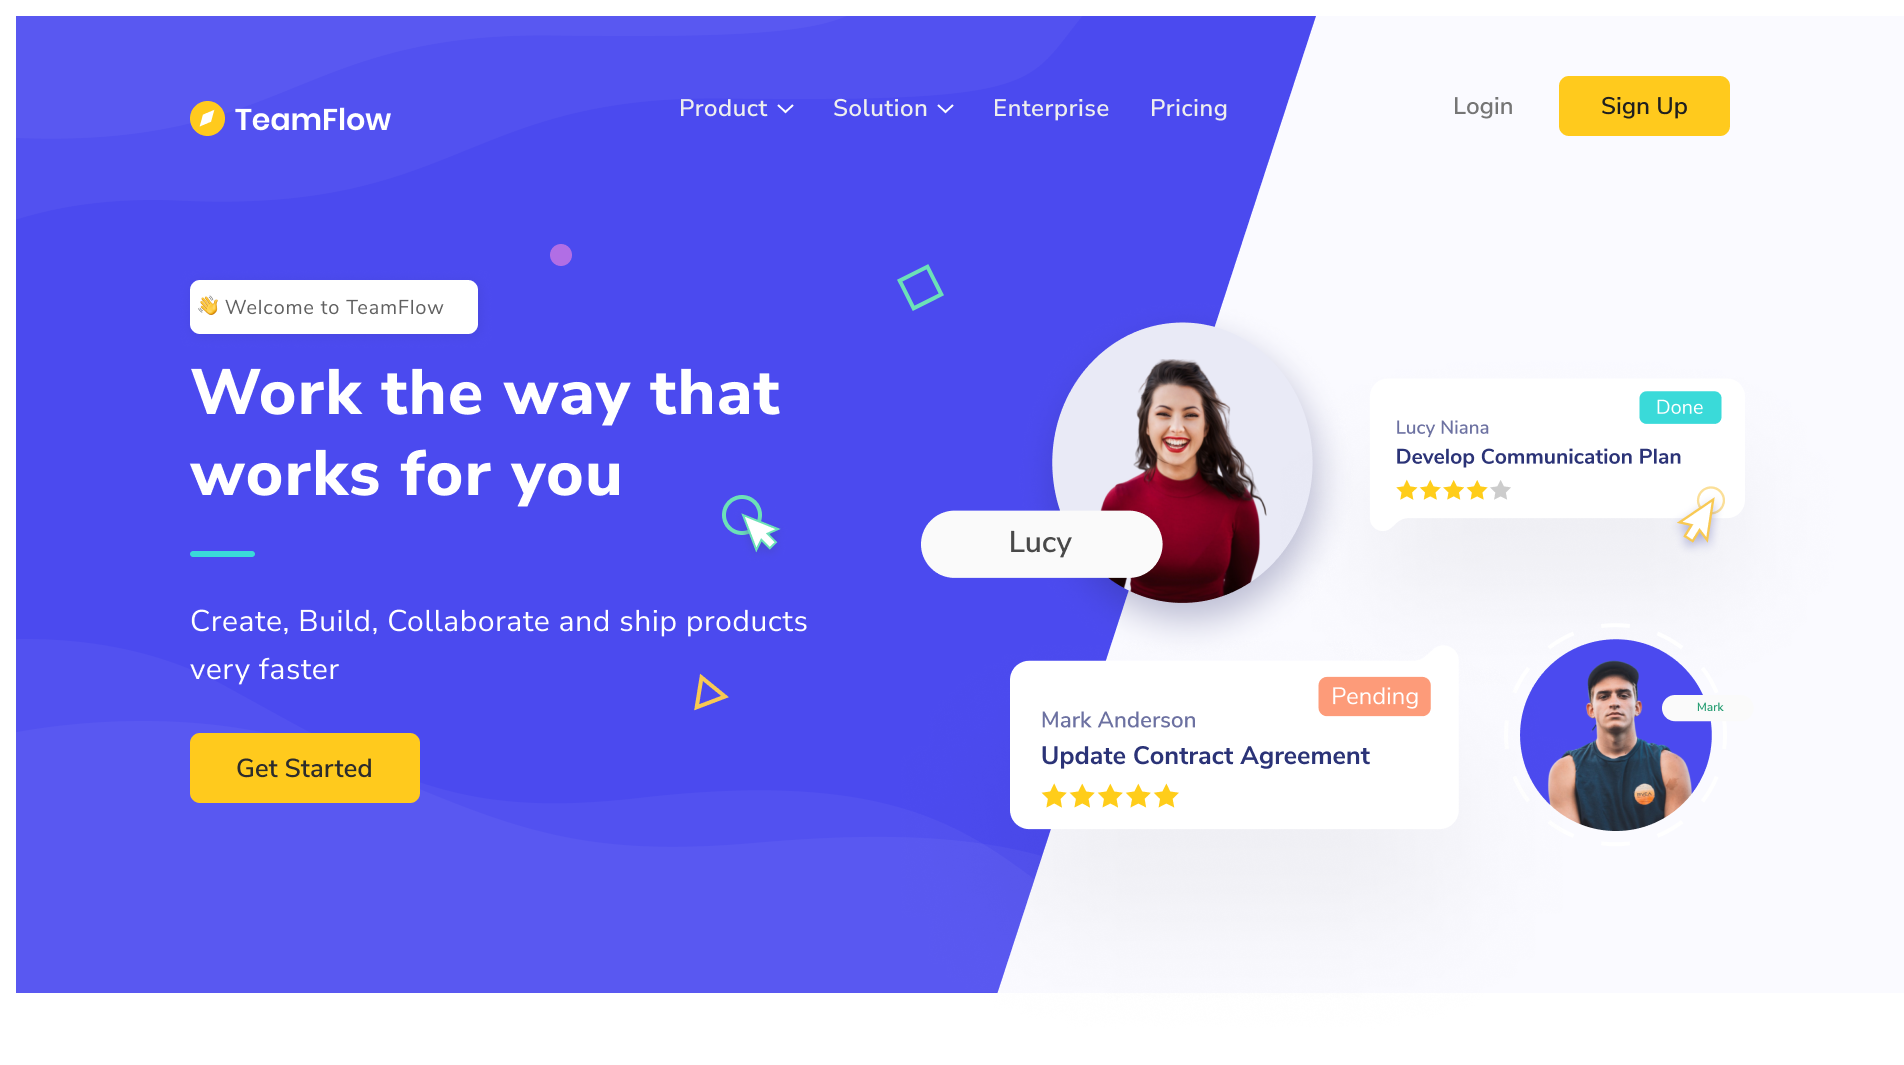 TeamFlow
Product
Solution
Enterprise
Pricing
Login
Sign Up
👋 Welcome to TeamFlow
Work the way that
works for you
Create, Build, Collaborate and ship products
very faster
Get Started
Lucy
Done
Lucy Niana
Develop Communication Plan
Pending
Mark Anderson
Update Contract Agreement
Mark